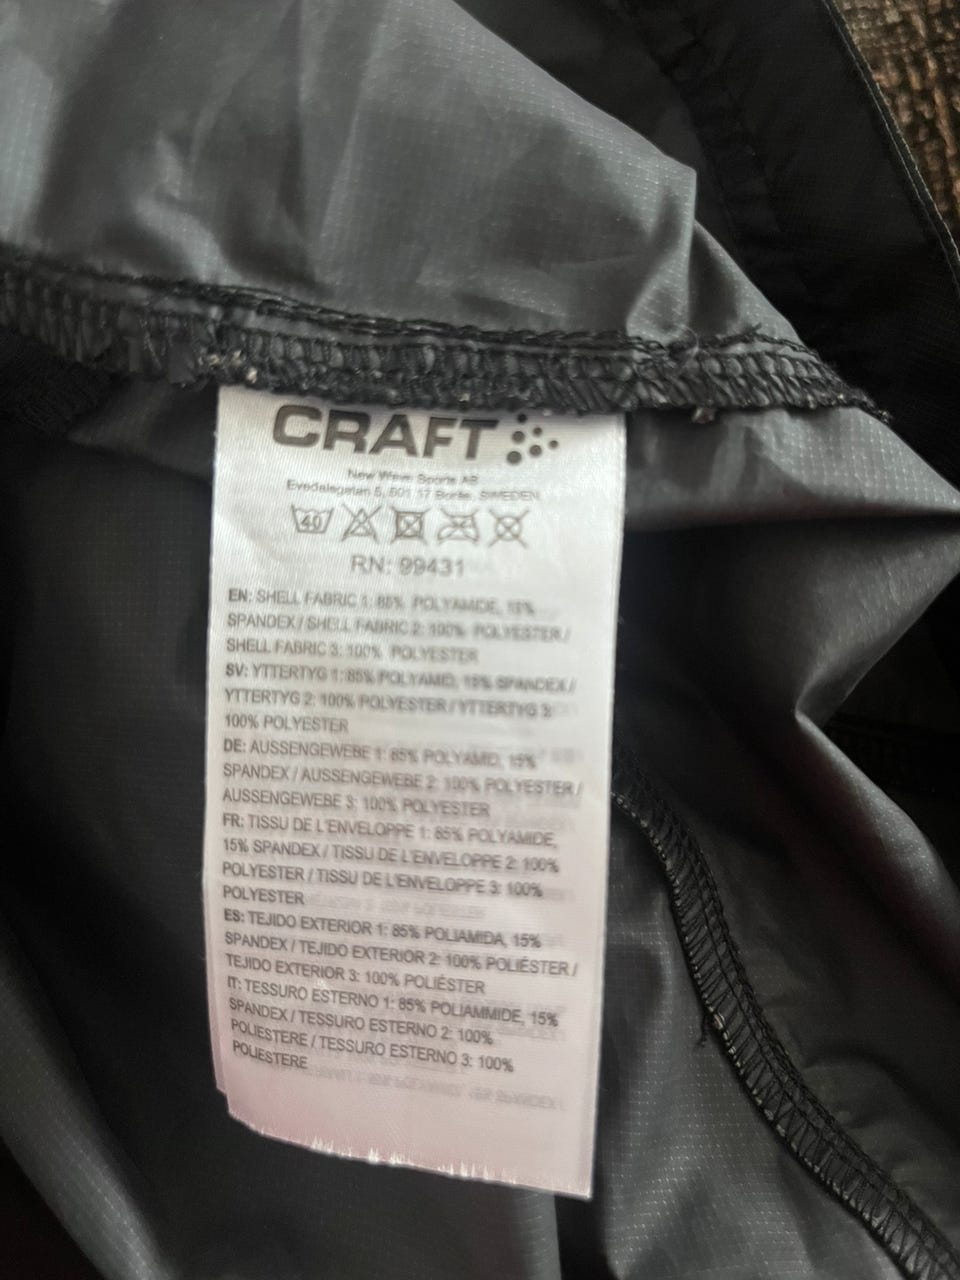 CRAFT
New Wave Sports AB
Evedalsgatan 5, 501 17 Borås, SWEDEN
40
RN: 99431
EN: SHELL FABRIC 1: 85% POLYAMIDE, 15%
SPANDEX / SHELL FABRIC 2: 100% POLYESTER /
SHELL FABRIC 3: 100% POLYESTER
SV: YTTERTYG 1: 85% POLYAMID, 15% SPANDEX /
YTTERTYG 2: 100% POLYESTER / YTTERTYG 3:
100% POLYESTER
DE: AUSSENGEWEBE 1: 85% POLYAMID, 15%
SPANDEX / AUSSENGEWEBE 2: 100% POLYESTER /
AUSSENGEWEBE 3: 100% POLYESTER
FR: TISSU DE L'ENVELOPPE 1: 85% POLYAMIDE,
15% SPANDEX / TISSU DE L'ENVELOPPE 2: 100%
POLYESTER / TISSU DE L'ENVELOPPE 3: 100%
POLYESTER
ES: TEJIDO EXTERIOR 1: 85% POLIAMIDA, 15%
SPANDEX / TEJIDO EXTERIOR 2: 100% POLIÉSTER /
TEJIDO EXTERIOR 3: 100% POLIÉSTER
IT: TESSURO ESTERNO 1: 85% POLIAMMIDE, 15%
SPANDEX / TESSURO ESTERNO 2: 100%
POLIESTERE / TESSURO ESTERNO 3: 100%
POLIESTERE